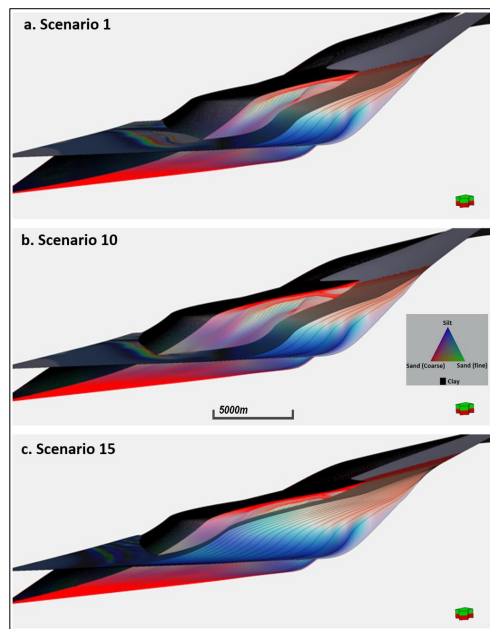 a. Scenario 1
b. Scenario 10
Silt
Sand (Coarse) Sand (fine)
Clay
5000m
c. Scenario 15